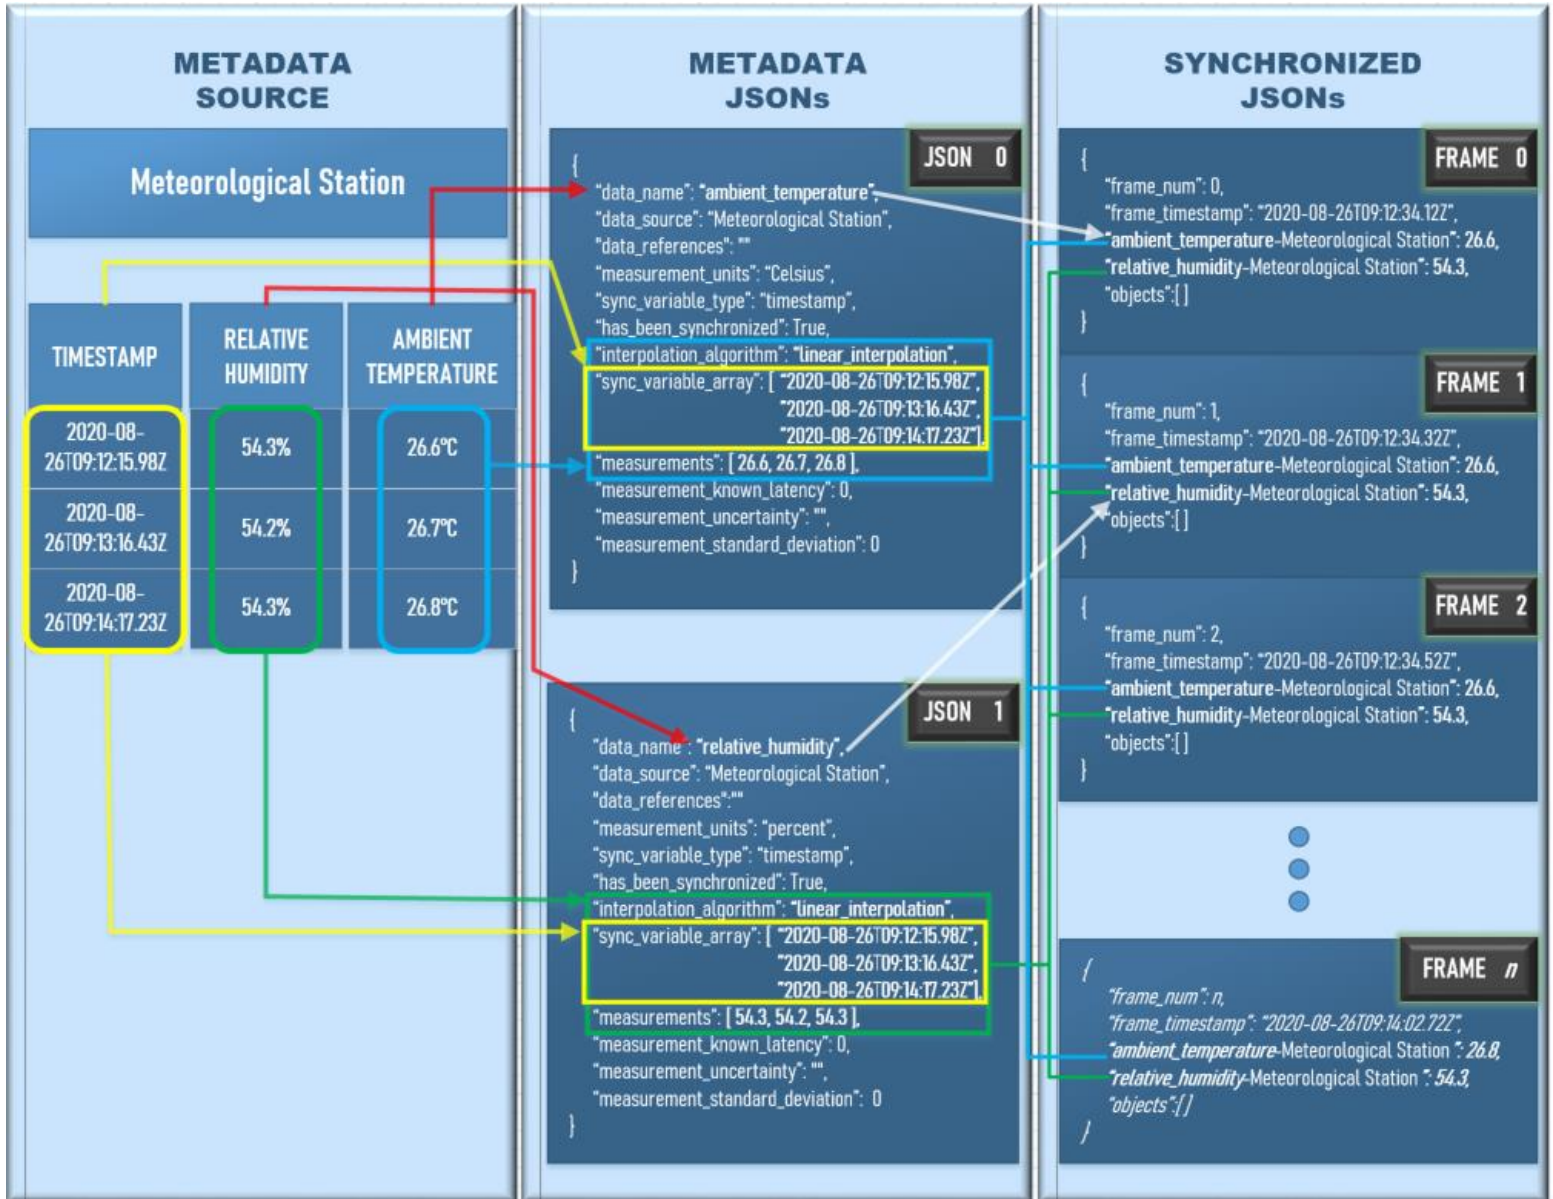 METADATA
SOURCE
Meteorological Station
TIMESTAMP
RELATIVE
HUMIDITY
AMBIENT
TEMPERATURE
2020-08-
26T09:12:15.98Z
54.3%
26.6ºC
2020-08-
26T09:13:16.43Z
54.2%
26.7ºC
2020-08-
26T09:14:17.23Z
54.3%
26.8ºC
METADATA
JSONs
JSON 0
{
“data_name”: “ambient_temperature”,
“data_source”: “Meteorological Station”,
“data_references”: ""
“measurement_units”: “Celsius”,
“sync_variable_type”: “timestamp”,
“has_been_synchronized”: True,
“interpolation_algorithm”: “linear_interpolation”,
“sync_variable_array”: [ “2020-08-26T09:12:15.98Z”,
”2020-08-26T09:13:16.43Z”,
”2020-08-26T09:14:17.23Z”],
“measurements”: [ 26.6, 26.7, 26.8 ],
“measurement_known_latency”: 0,
“measurement_uncertainty”: "",
“measurement_standard_deviation”: 0
}
JSON 1
{
“data_name”: “relative_humidity”,
“data_source”: “Meteorological Station”,
“data_references”:""
“measurement_units”: “percent”,
“sync_variable_type”: “timestamp”,
“has_been_synchronized”: True,
“interpolation_algorithm”: “linear_interpolation”,
“sync_variable_array”: [ “2020-08-26T09:12:15.98Z”,
”2020-08-26T09:13:16.43Z”,
”2020-08-26T09:14:17.23Z”],
“measurements”: [ 54.3, 54.2, 54.3 ],
“measurement_known_latency”: 0,
“measurement_uncertainty”: "",
“measurement_standard_deviation”: 0
}
SYNCHRONIZED
JSONs
FRAME 0
{
“frame_num”: 0,
“frame_timestamp”: “2020-08-26T09:12:34.12Z”,
“ambient_temperature-Meteorological Station”: 26.6,
“relative_humidity-Meteorological Station”: 54.3,
“objects”:[ ]
}
FRAME 1
{
“frame_num”: 1,
“frame_timestamp”: “2020-08-26T09:12:34.32Z”,
“ambient_temperature-Meteorological Station”: 26.6,
“relative_humidity-Meteorological Station”: 54.3,
“objects”:[ ]
}
FRAME 2
{
“frame_num”: 2,
“frame_timestamp”: “2020-08-26T09:12:34.52Z”,
“ambient_temperature-Meteorological Station”: 26.6,
“relative_humidity-Meteorological Station”: 54.3,
“objects”:[ ]
}
FRAME n
{
“frame_num”: n,
“frame_timestamp”: “2020-08-26T09:14:02.72Z”,
“ambient_temperature-Meteorological Station ”: 26.8,
“relative_humidity-Meteorological Station ”: 54.3,
“objects”:[ ]
}